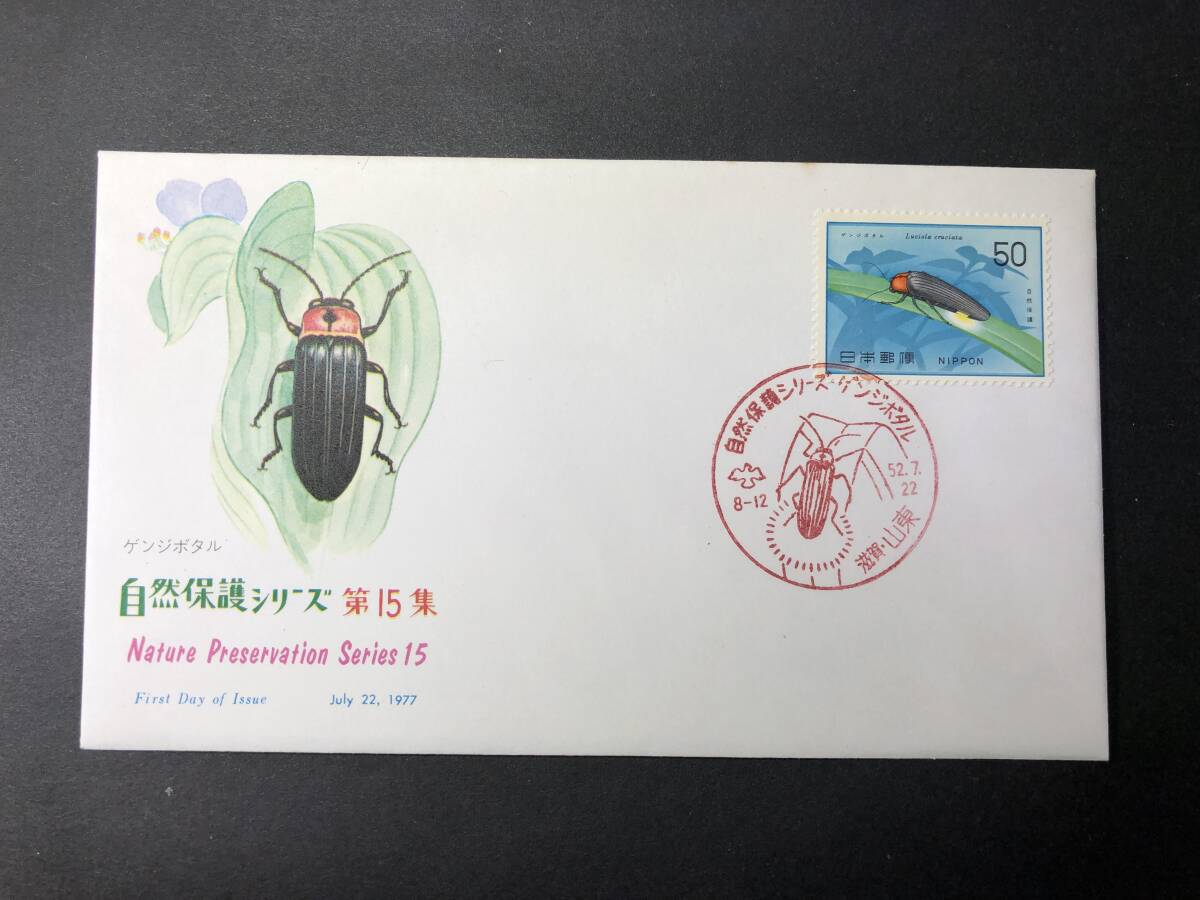 ゲンジボタル
自然保護シリーズ 第15集
Nature Preservation Series 15
First Day of Issue July 22, 1977
ゲンジボタル Luciola cruciata
50
自然保護
日本郵便 NIPPON
自然保護シリーズ・ゲンジボタル
8-12
52.7.
22
滋賀・山東